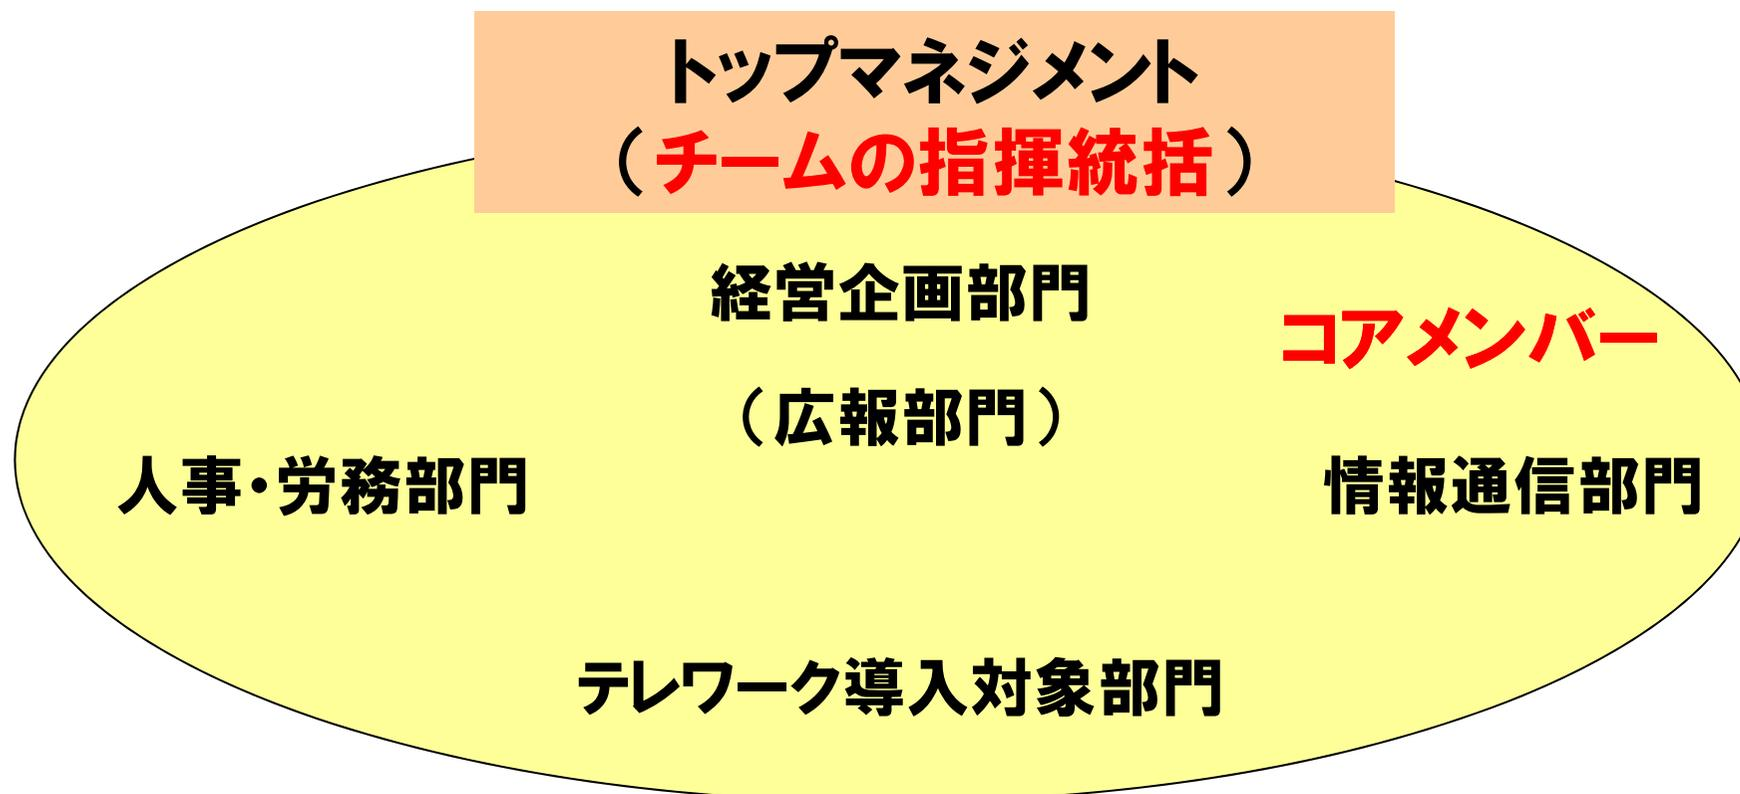 トップマネジメント
（チームの指揮統括）
経営企画部門
コアメンバー
（広報部門）
人事・労務部門
情報通信部門
テレワーク導入対象部門